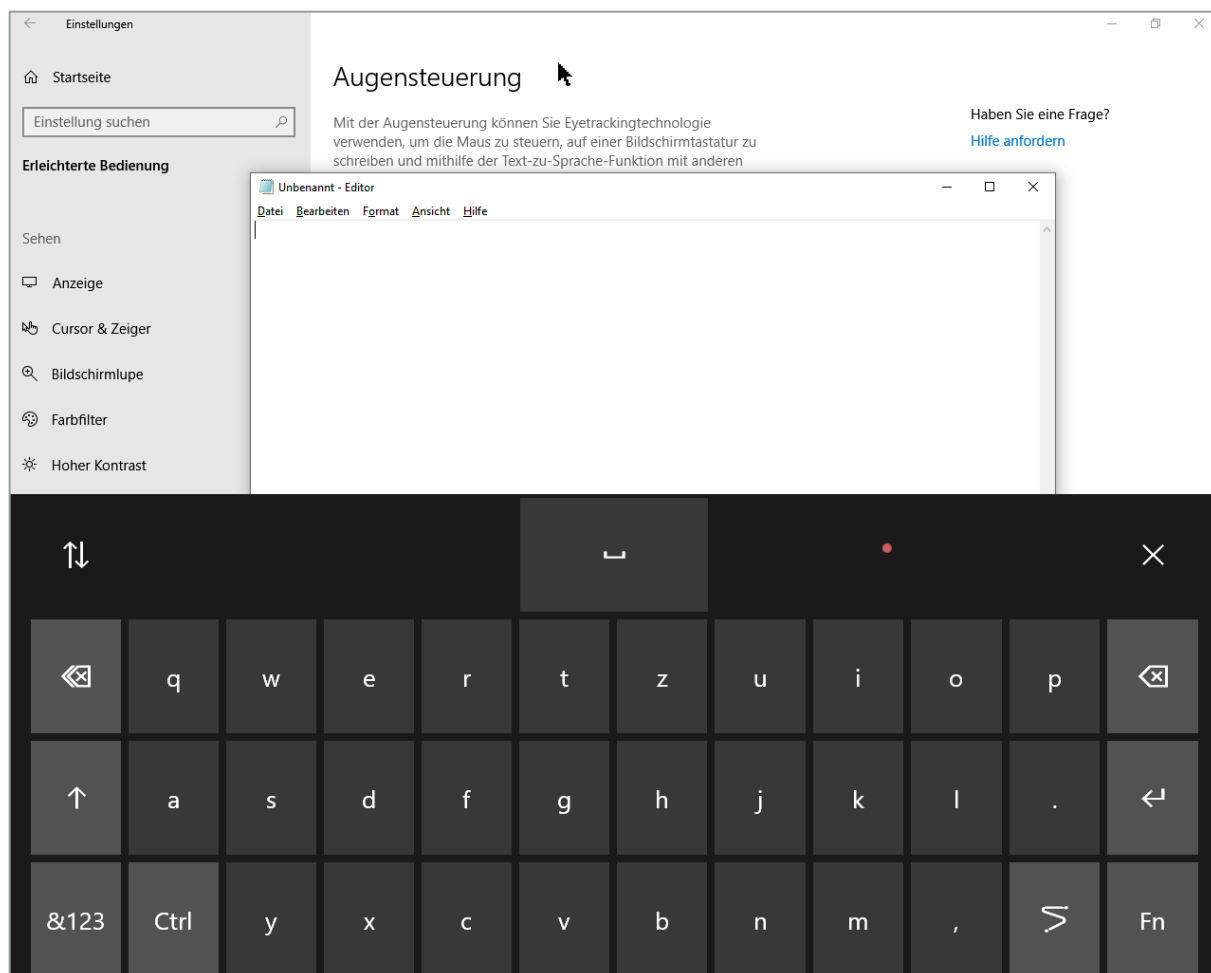 Einstellungen
Startseite
Einstellung suchen
Erleichterte Bedienung
Sehen
Anzeige
Cursor & Zeiger
Bildschirmlupe
Farbfilter
Hoher Kontrast
Augensteuerung
Mit der Augensteuerung können Sie Eyetrackingtechnologie
verwenden, um die Maus zu steuern, auf einer Bildschirmtastatur zu
schreiben und mithilfe der Text-zu-Sprache-Funktion mit anderen
Haben Sie eine Frage?
Hilfe anfordern
Unbenannt - Editor
Datei Bearbeiten Format Ansicht Hilfe
q w e r t z u i o p
a s d f g h j k l .
&123 Ctrl y x c v b n m , Fn